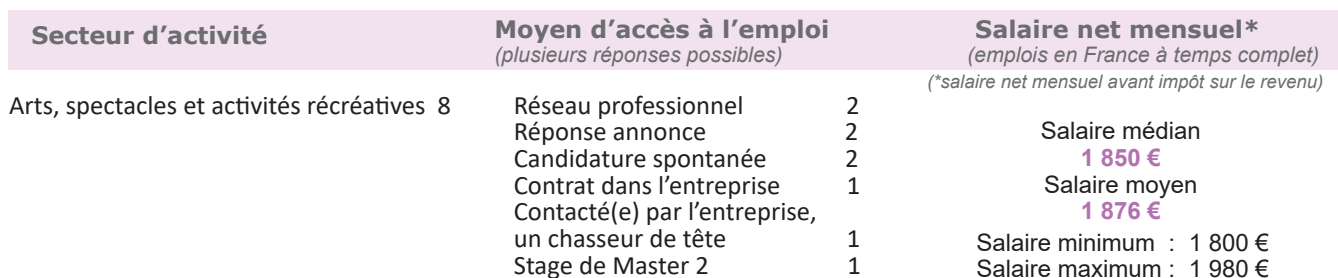 Secteur d’activité
Arts, spectacles et activités récréatives 8
Moyen d’accès à l’emploi
(plusieurs réponses possibles)
Réseau professionnel 2
Réponse annonce 2
Candidature spontanée 2
Contrat dans l’entreprise 1
Contacté(e) par l’entreprise,
un chasseur de tête 1
Stage de Master 2 1
Salaire net mensuel*
(emplois en France à temps complet)
(*salaire net mensuel avant impôt sur le revenu)
Salaire médian
1 850 €
Salaire moyen
1 876 €
Salaire minimum : 1 800 €
Salaire maximum : 1 980 €